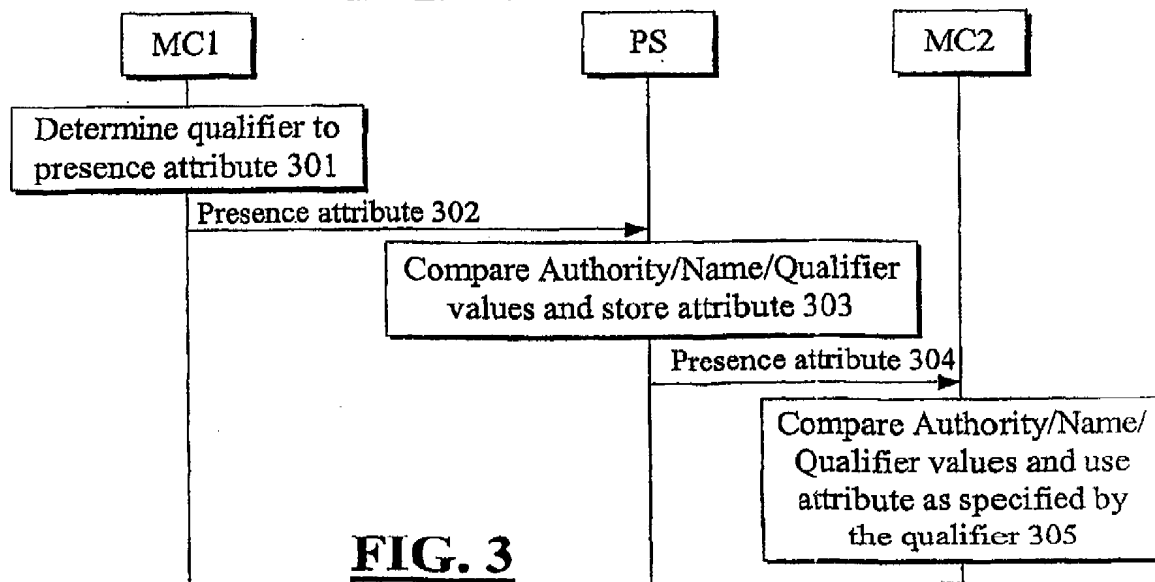 MC1
PS
MC2
Determine qualifier to
presence attribute 301
Presence attribute 302
Compare Authority/Name/Qualifier
values and store attribute 303
Presence attribute 304
Compare Authority/Name/
Qualifier values and use
attribute as specified by
the qualifier 305
FIG. 3